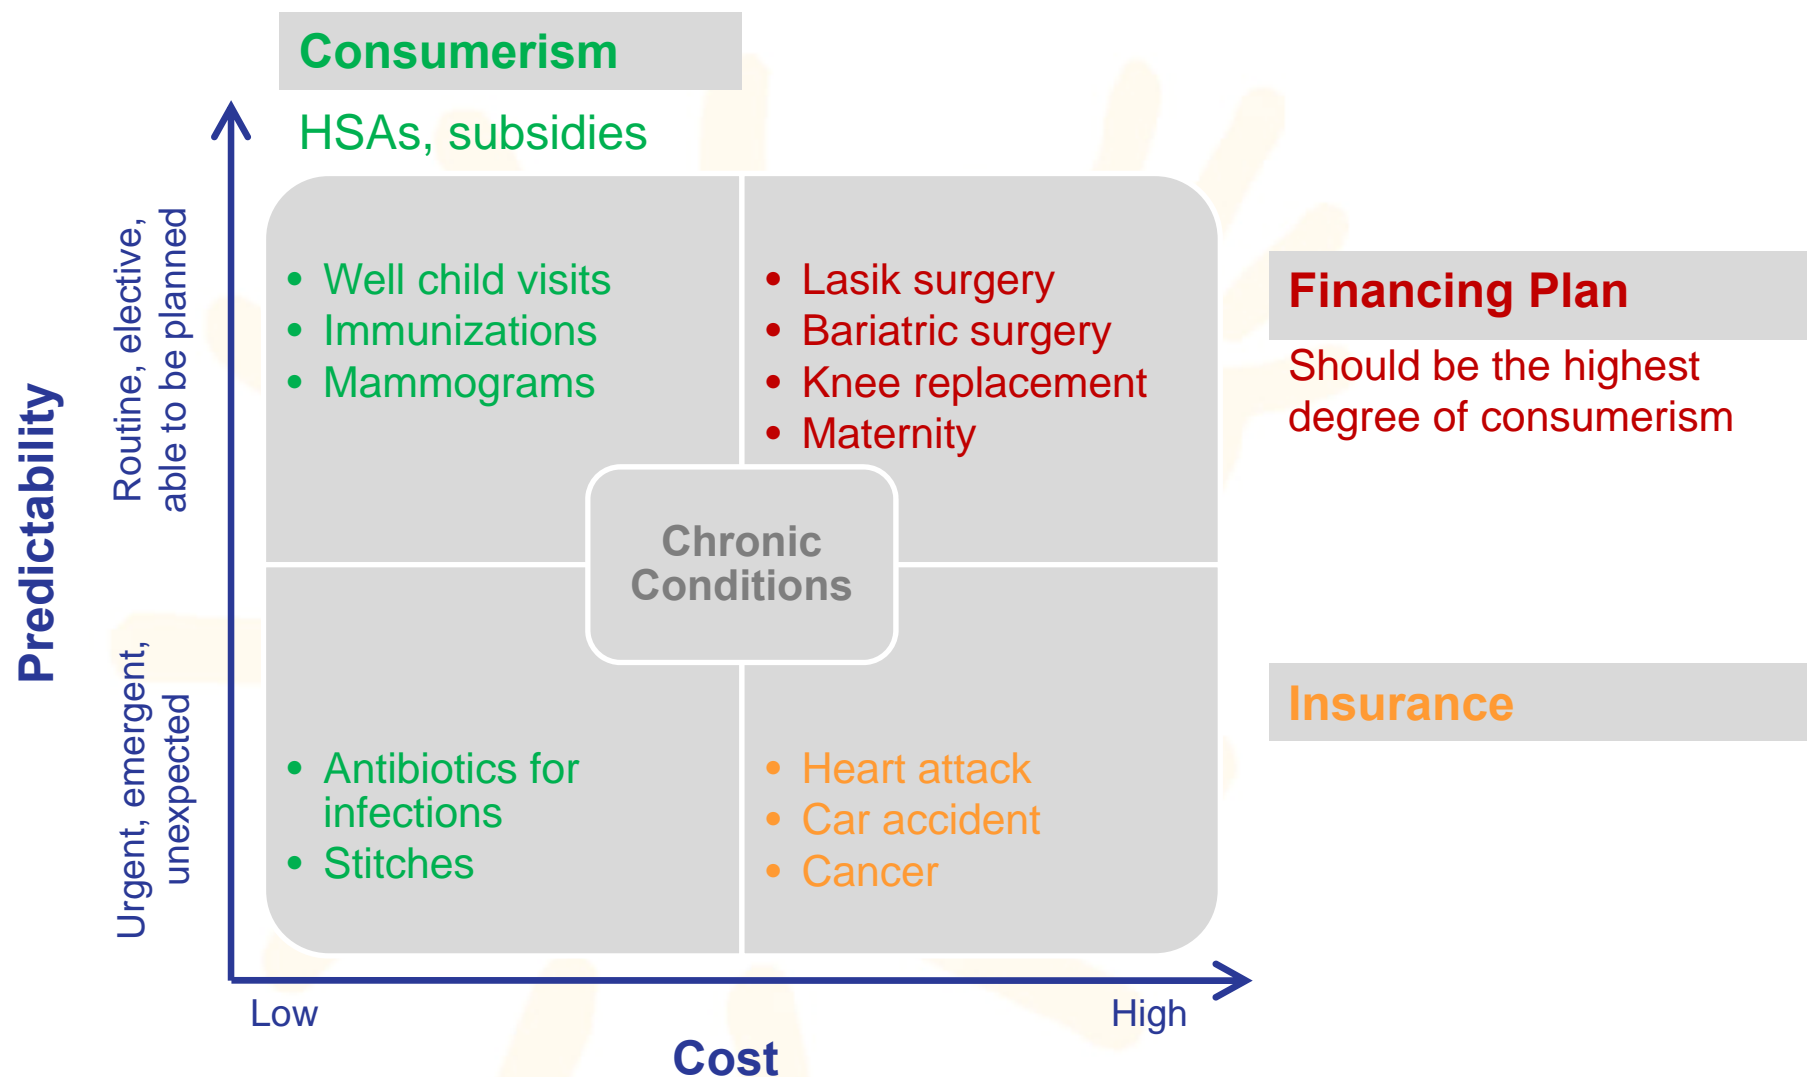 Consumerism
HSAs, subsidies
Predictability
Routine, elective,
able to be planned
Urgent, emergent,
unexpected
• Well child visits
• Immunizations
• Mammograms
• Lasik surgery
• Bariatric surgery
• Knee replacement
• Maternity
Chronic
Conditions
• Antibiotics for
infections
• Stitches
• Heart attack
• Car accident
• Cancer
Financing Plan
Should be the highest
degree of consumerism
Insurance
Low
High
Cost